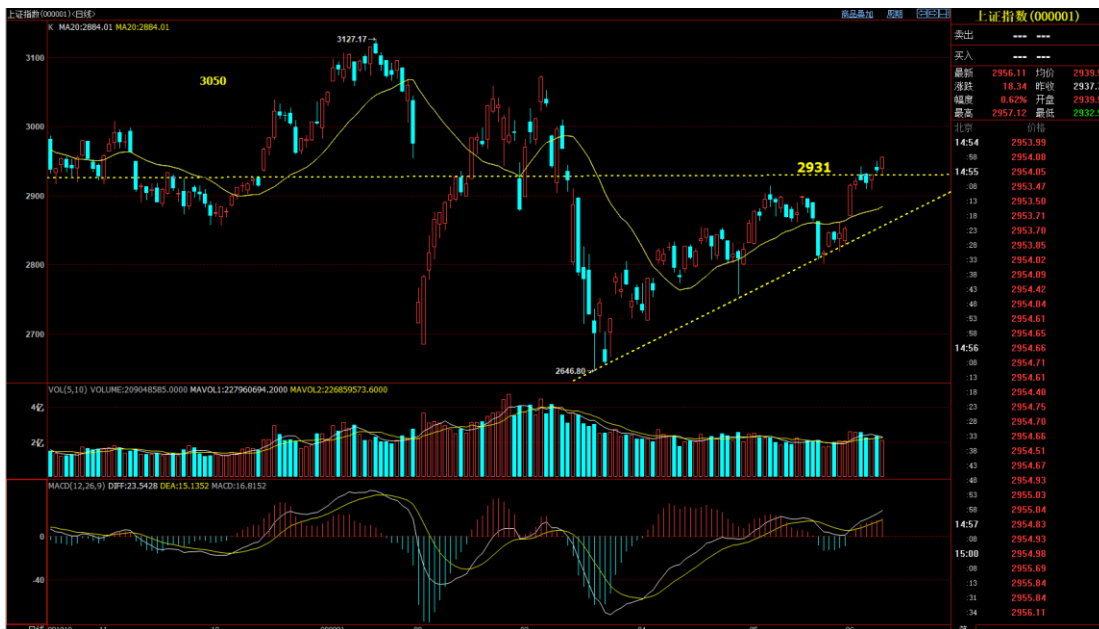 上证指数(000001)<日线>
商品叠加 周期
上证指数(000001)
K MA20:2884.01 MA20:2884.01
3127.17→
3100
3050
3000
2931
2900
2800
2700
2646.80
卖出 --- ---
买入 --- ---
最新 2956.11 均价 2939.
涨跌 18.34 昨收 2937.
幅度 0.62% 开盘 2939.
最高 2957.12 最低 2932.
北京 价格
14:54 2953.99
:58 2954.08
14:55 2954.05
:08 2953.47
:13 2953.50
:18 2953.71
:23 2953.70
:28 2953.85
:33 2954.02
:38 2954.09
:43 2954.42
:48 2954.04
:53 2954.61
:58 2954.65
14:56 2954.66
:08 2954.71
:13 2954.61
:18 2954.40
:23 2954.75
:28 2954.70
:33 2954.66
:38 2954.51
:43 2954.67
:48 2954.93
:53 2955.03
:58 2955.04
14:57 2954.83
:08 2954.93
15:00 2954.98
:08 2955.69
:13 2955.84
:31 2955.84
:34 2956.11
VOL(5,10) VOLUME:209048585.0000 MAVOL1:227960694.2000 MAVOL2:226859573.6000
4亿
2亿
MACD(12,26,9) DIFF:23.5428 DEA:15.1352 MACD:16.8152
0
-40